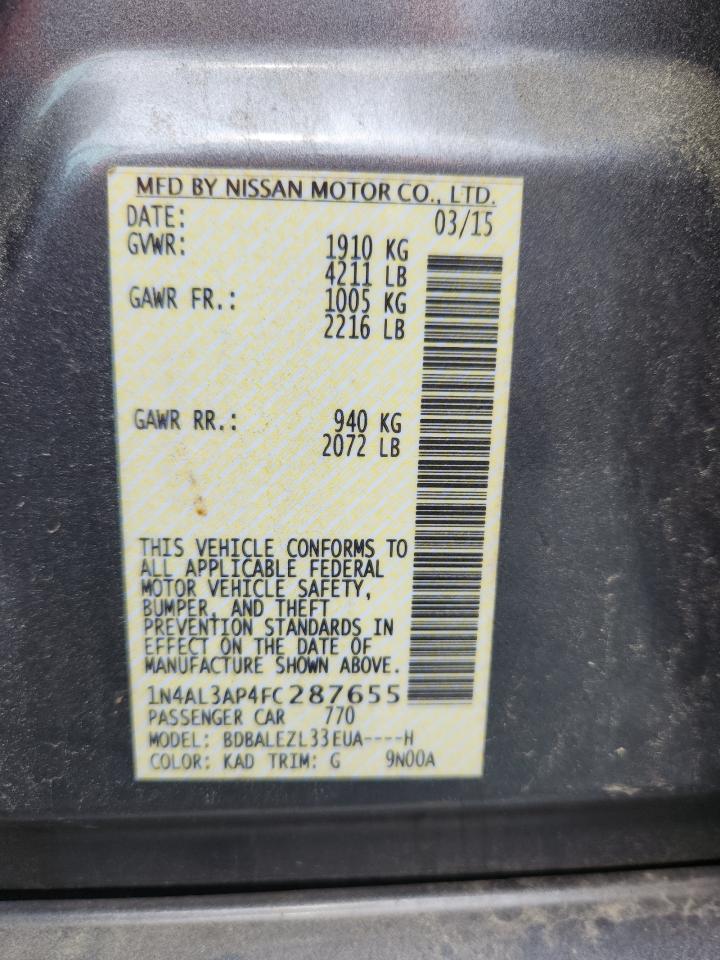 MFD BY NISSAN MOTOR CO., LTD.
DATE: 03/15
GVWR: 1910 KG
4211 LB
GAWR FR.: 1005 KG
2216 LB
GAWR RR.: 940 KG
2072 LB
THIS VEHICLE CONFORMS TO
ALL APPLICABLE FEDERAL
MOTOR VEHICLE SAFETY,
BUMPER, AND THEFT
PREVENTION STANDARDS IN
EFFECT ON THE DATE OF
MANUFACTURE SHOWN ABOVE.
1N4AL3AP4FC287655
PASSENGER CAR 770
MODEL: BDBALEZL33EUA----H
COLOR: KAD TRIM: G 9N00A